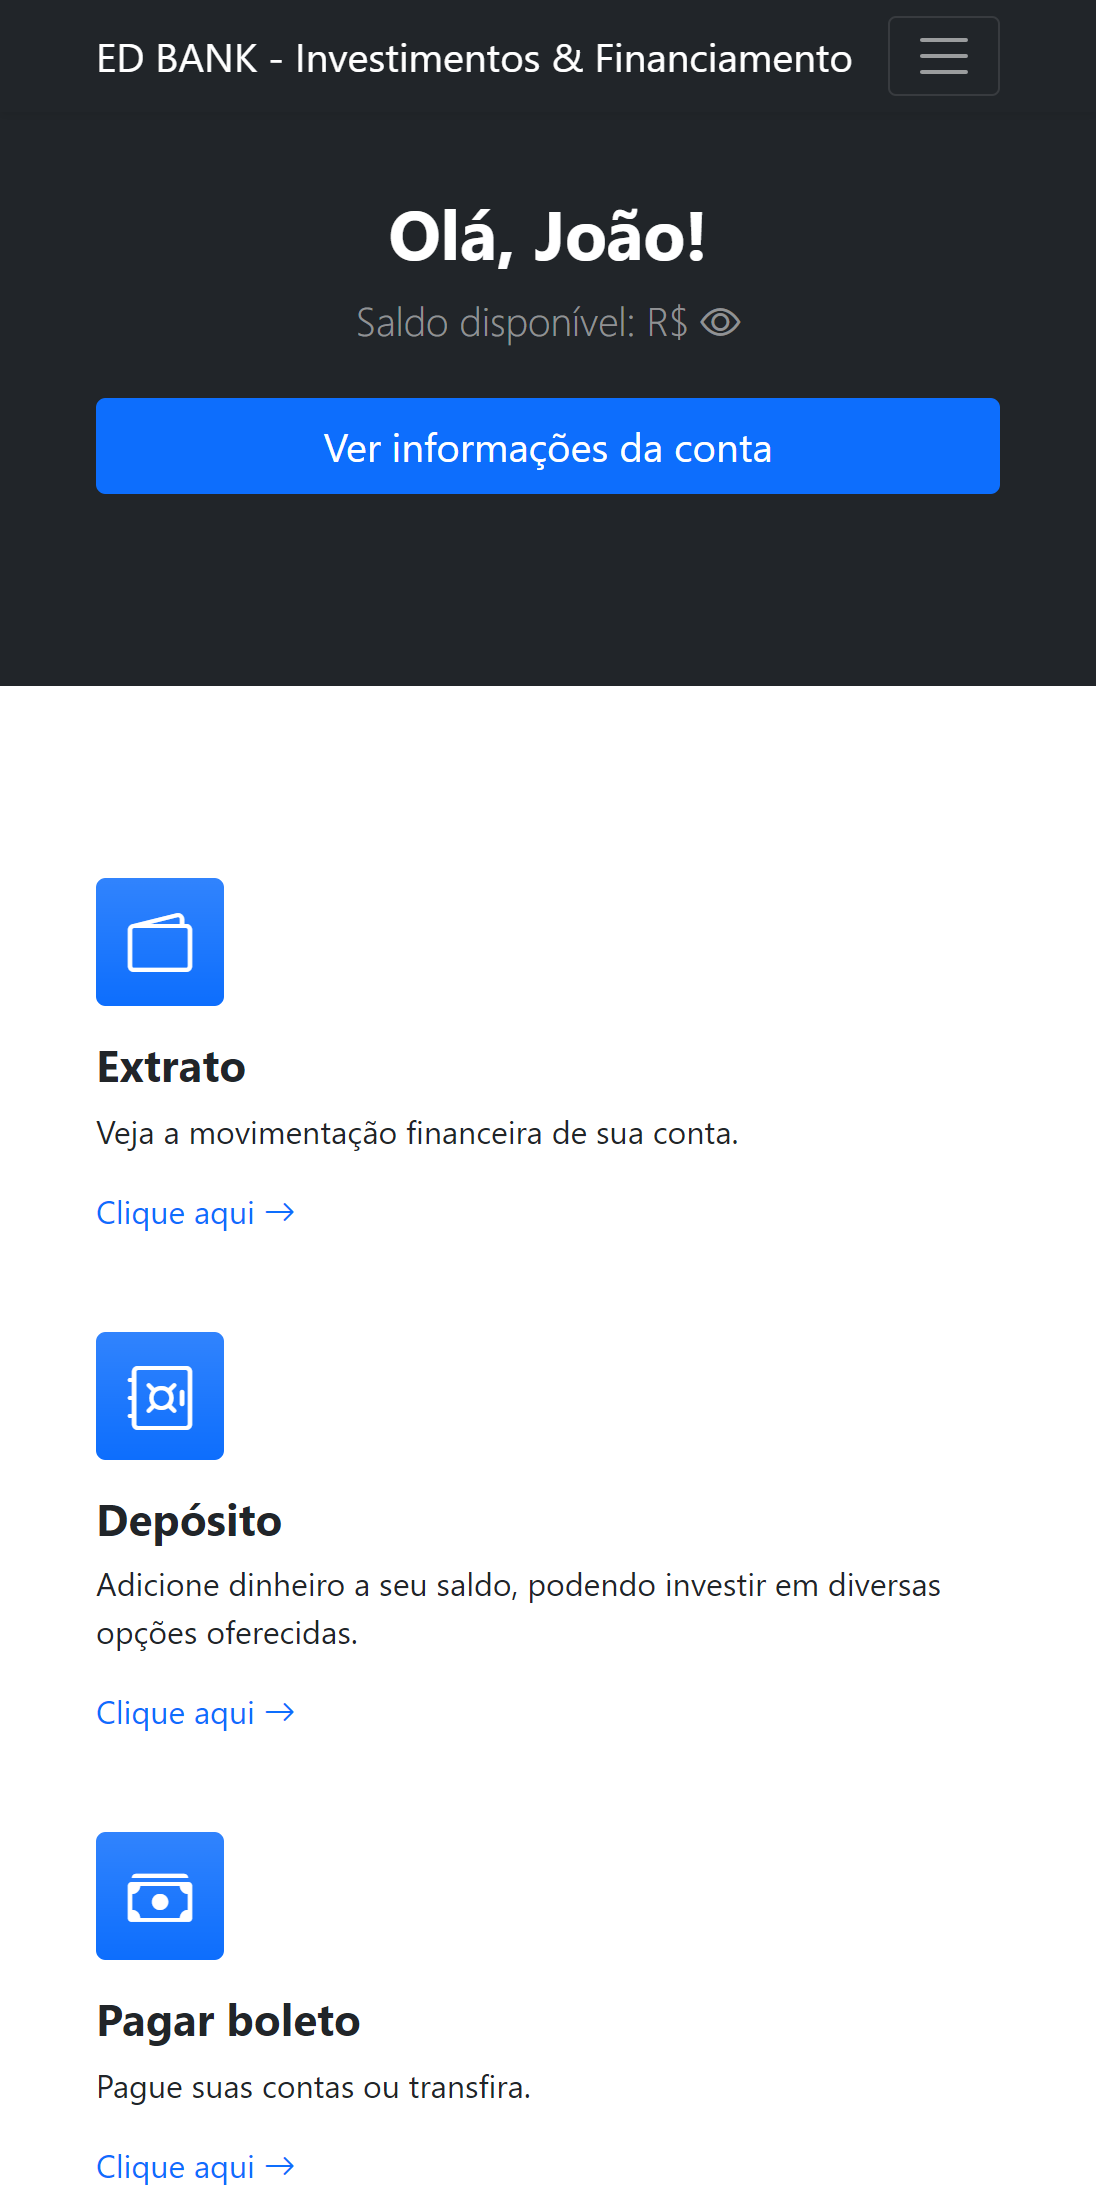 ED BANK - Investimentos & Financiamento
Olá, João!
Saldo disponível: R$
Ver informações da conta
Extrato
Veja a movimentação financeira de sua conta.
Clique aqui →
Depósito
Adicione dinheiro a seu saldo, podendo investir em diversas
opções oferecidas.
Clique aqui →
Pagar boleto
Pague suas contas ou transfira.
Clique aqui →